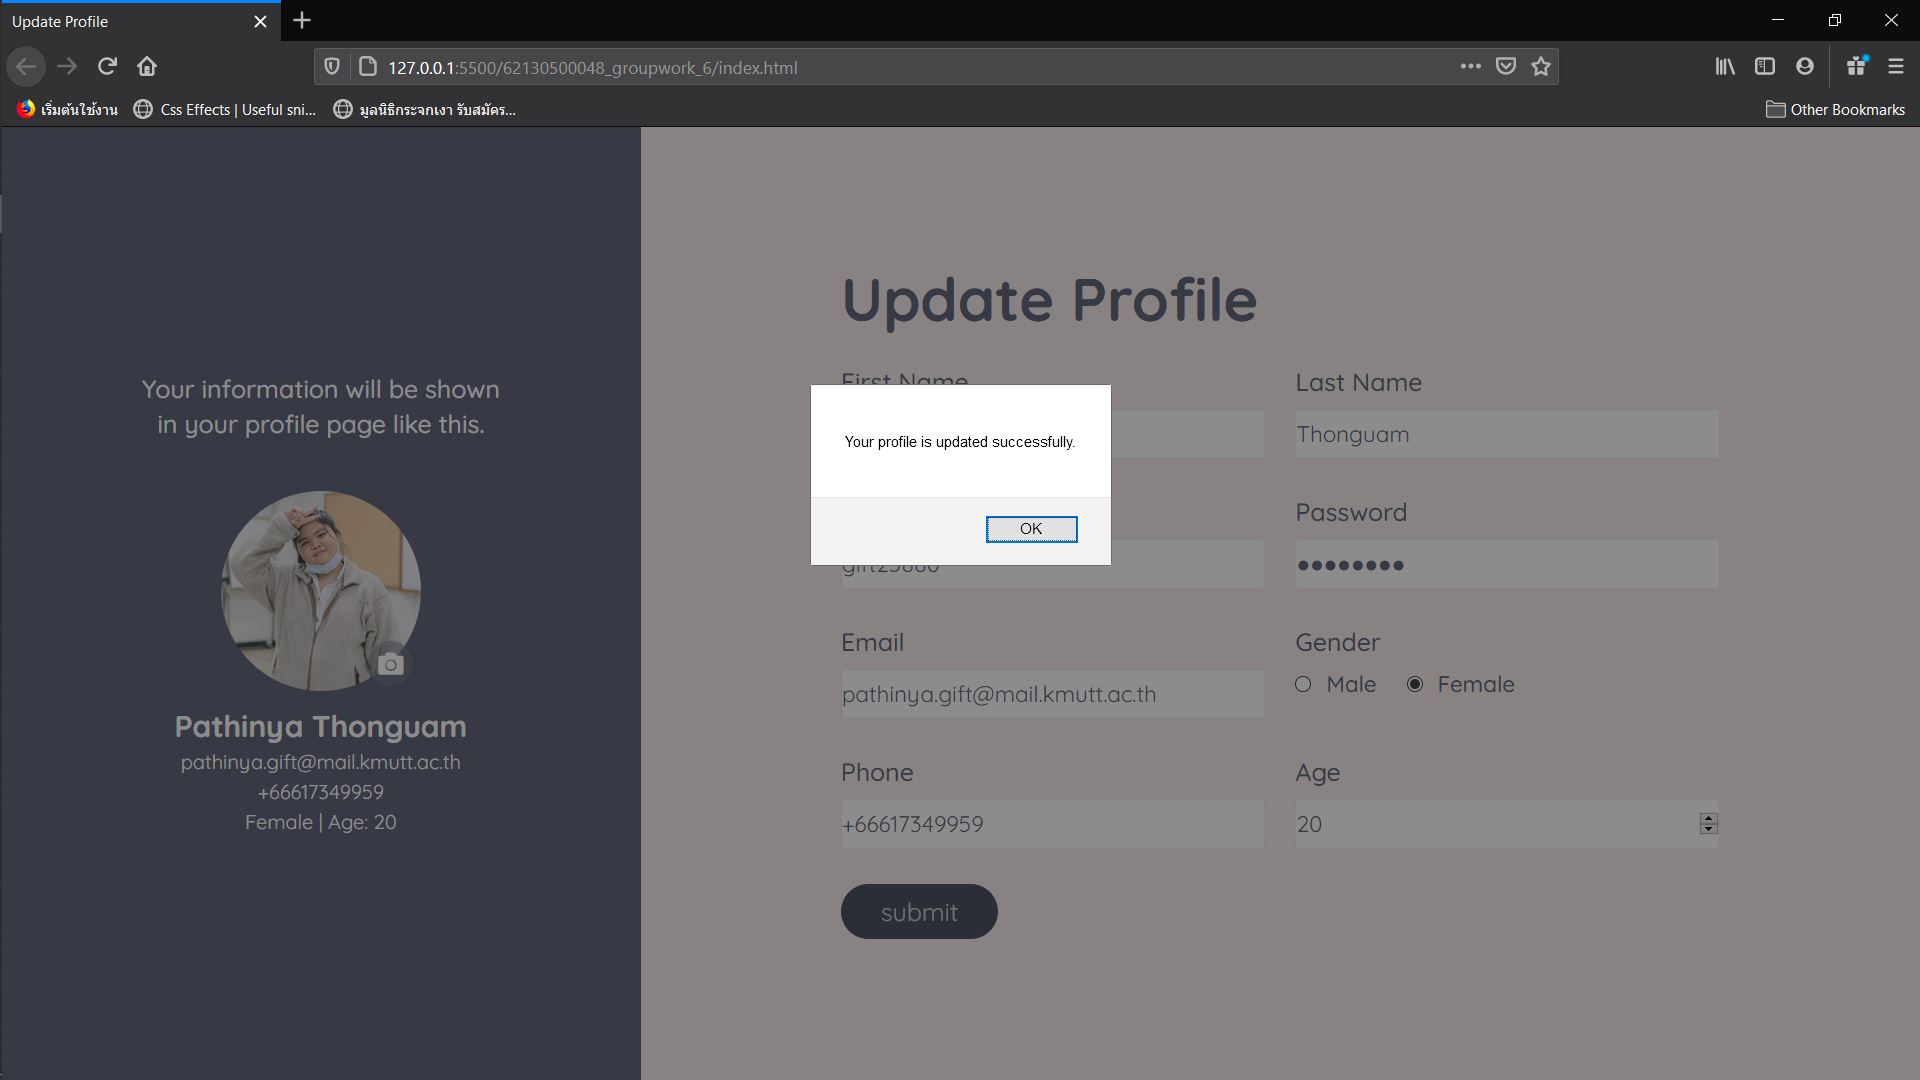 Update Profile
127.0.0.1:5500/62130500048_groupwork_6/index.html
เริ่มต้นใช้งาน
Css Effects | Useful sni...
มูลนิธิกระจกเงา รับสมัคร...
Other Bookmarks
Your information will be shown
in your profile page like this.
Pathinya Thonguam
pathinya.gift@mail.kmutt.ac.th
+66617349959
Female | Age: 20
Update Profile
First Name
Last Name
Thonguam
Your profile is updated successfully.
OK
Password
Email
pathinya.gift@mail.kmutt.ac.th
Gender
Male
Female
Phone
+66617349959
Age
20
submit